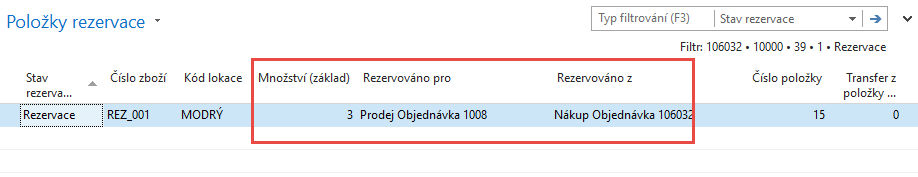 Položky rezervace
Typ filtrování (F3) Stav rezervace
Filtr: 106032 • 10000 • 39 • 1 • Rezervace
Stav rezerva... Číslo zboží Kód lokace Množství (základ) Rezervováno pro Rezervováno z Číslo položky Transfer z položky ...
Rezervace REZ_001 MODRÝ 3 Prodej Objednávka 1008 Nákup Objednávka 106032 15 0